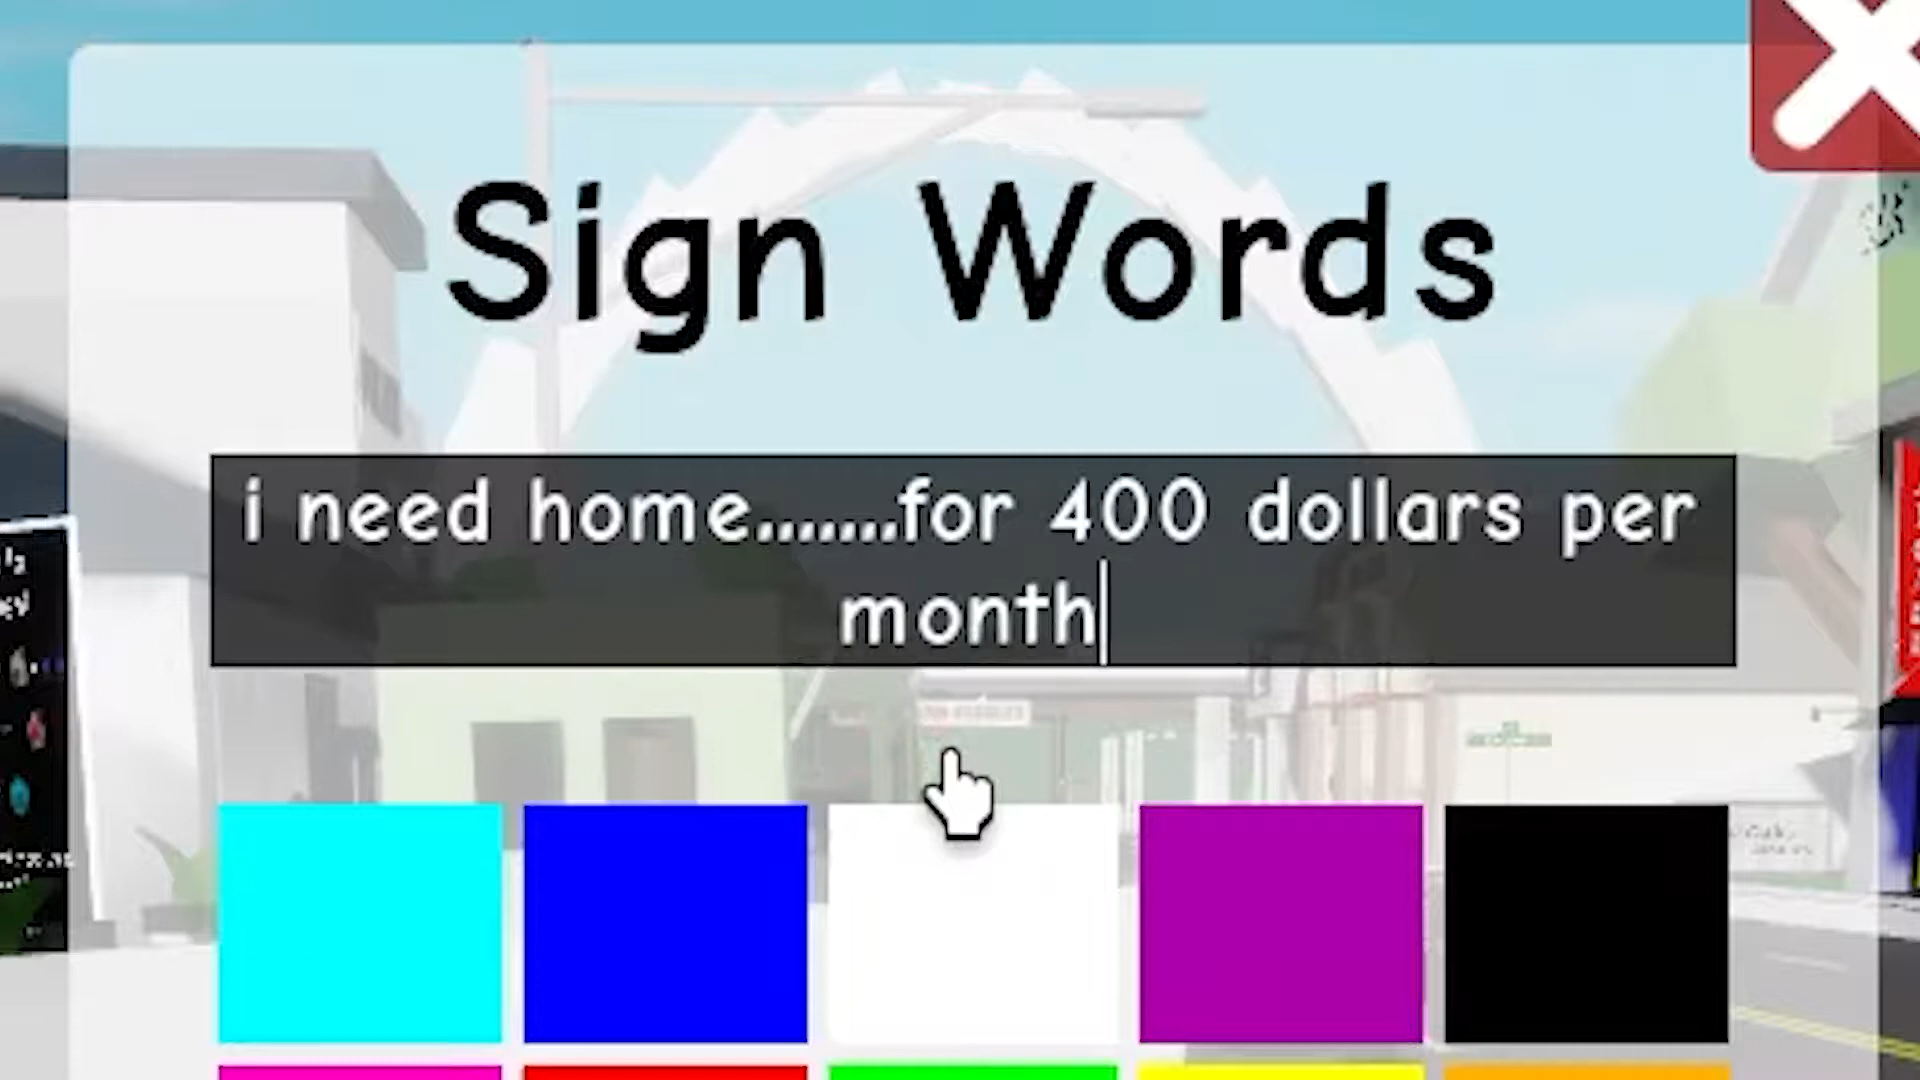 Sign Words
i need home.......for 400 dollars per
month